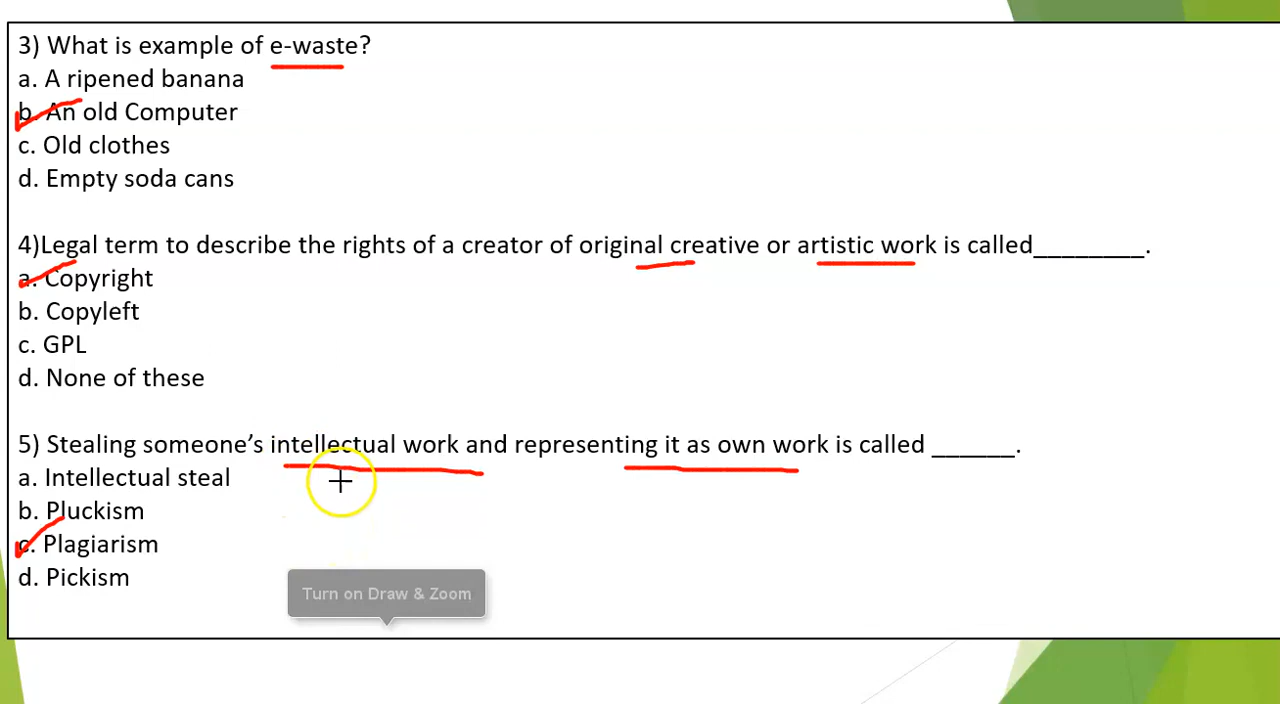 3) What is example of e-waste?
a. A ripened banana
b. An old Computer
c. Old clothes
d. Empty soda cans
4)Legal term to describe the rights of a creator of original creative or artistic work is called________.
a. Copyright
b. Copyleft
c. GPL
d. None of these
5) Stealing someone’s intellectual work and representing it as own work is called ______.
a. Intellectual steal
b. Pluckism
c. Plagiarism
d. Pickism
Turn on Draw & Zoom